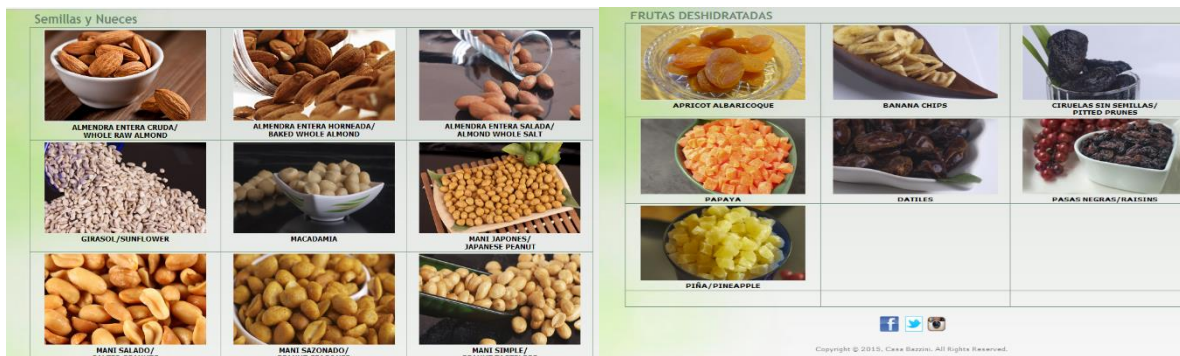 Semillas y Nueces
ALMENDRA ENTERA CRUDA/
WHOLE RAW ALMOND
ALMENDRA ENTERA HORNEADA/
BAKED WHOLE ALMOND
ALMENDRA ENTERA SALADA/
ALMOND WHOLE SALT
GIRASOL/SUNFLOWER
MACADAMIA
MANI JAPONES/
JAPANESE PEANUT
MANI SALADO/
MANI SAZONADO/
MANI SIMPLE/
FRUTAS DESHIDRATADAS
APRICOT ALBARICOQUE
BANANA CHIPS
CIRUELAS SIN SEMILLAS/
PITTED PRUNES
PAPAYA
DATILES
PASAS NEGRAS/RAISINS
PIÑA/PINEAPPLE
Copyright © 2015, Casa Bazzini. All Rights Reserved.